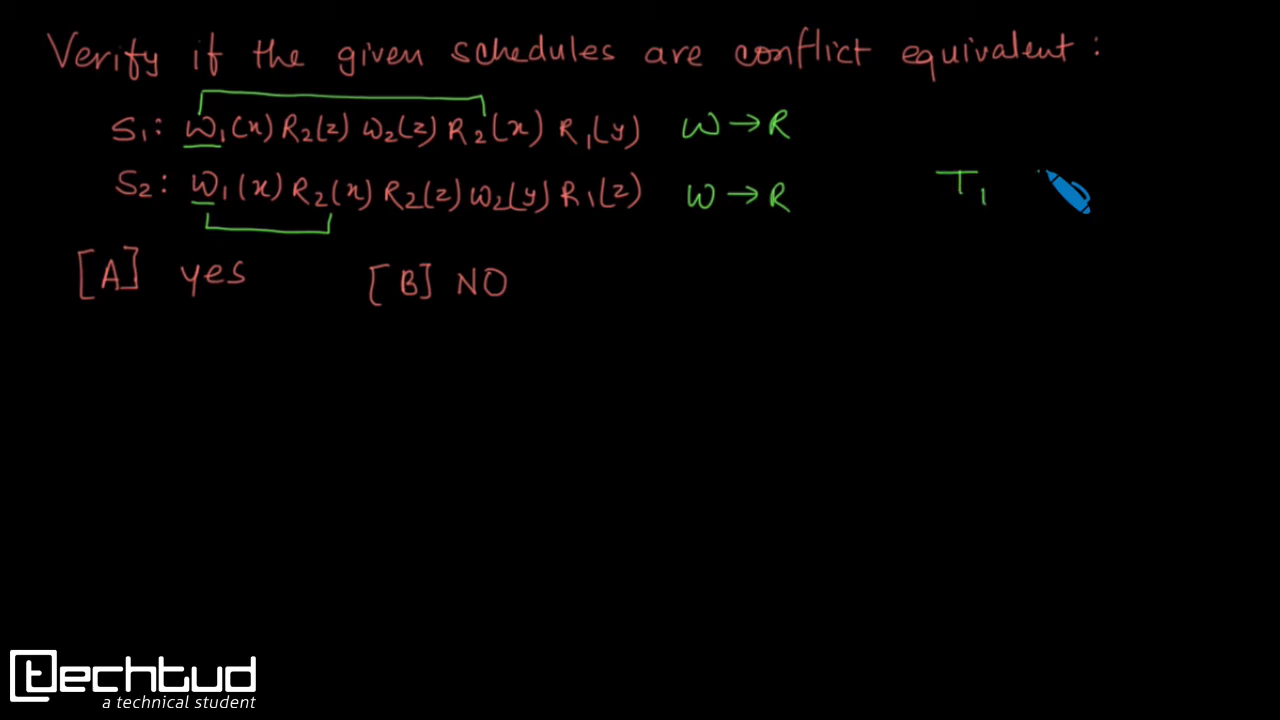 Verify if the given schedules are conflict equivalent :
S1: W1(x) R2(z) W2(z) R2(x) R1(y) W → R
S2: W1(x) R2(x) R2(z) W2(y) R1(z) W → R
T1
[A] yes [B] NO
techtud
a technical student